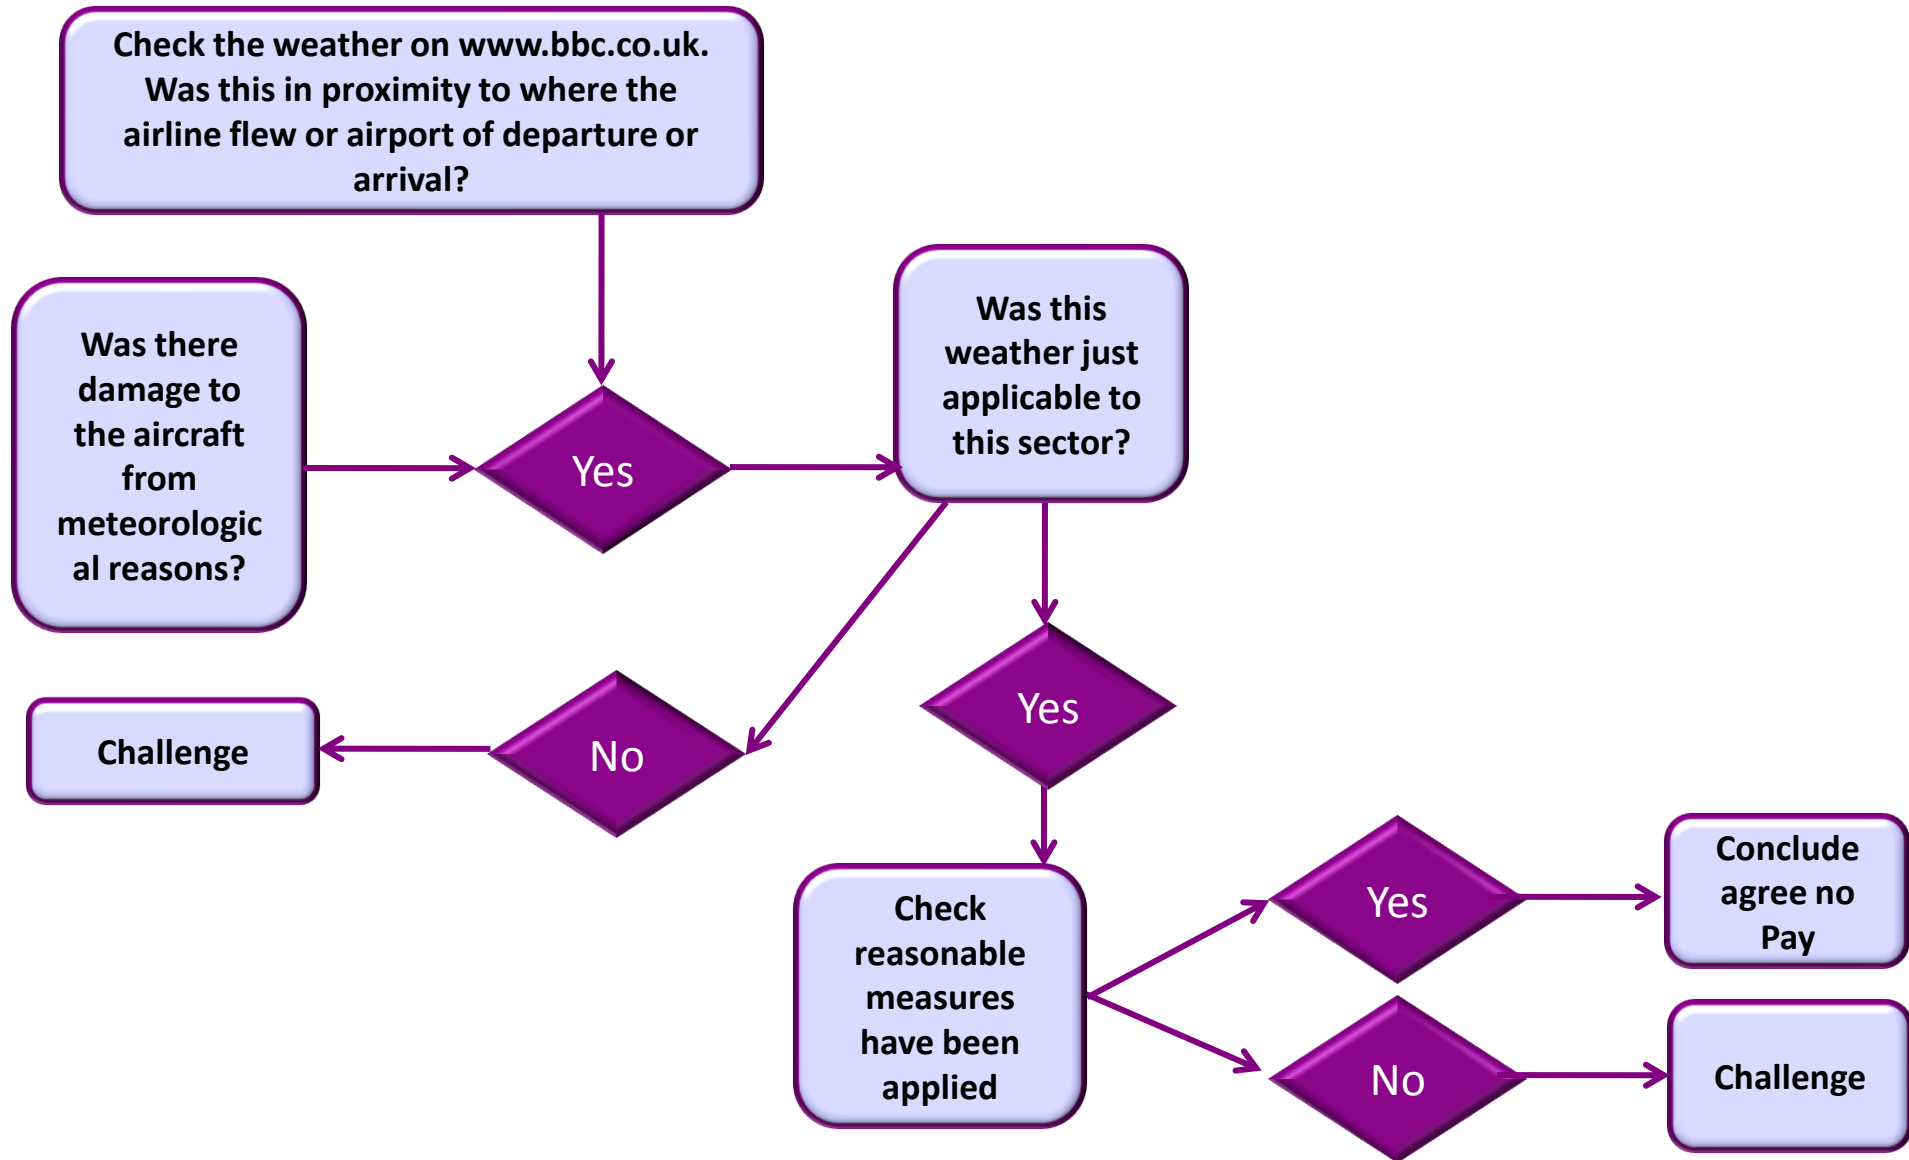 Check the weather on www.bbc.co.uk.
Was this in proximity to where the
airline flew or airport of departure or
arrival?
Was there
damage to
the aircraft
from
meteorologic
al reasons?
Yes
Was this
weather just
applicable to
this sector?
Yes
No
Challenge
Check
reasonable
measures
have been
applied
Yes
Conclude
agree no
Pay
No
Challenge